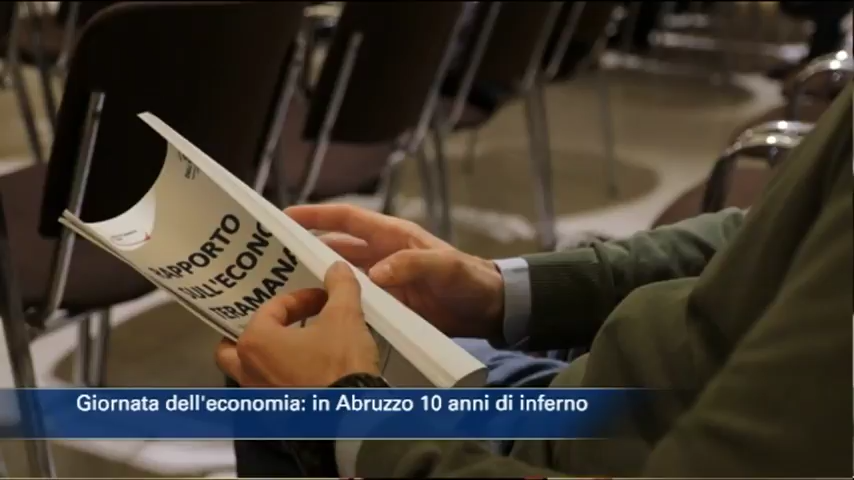 RAPPORTO
SULL'ECONO
TERAMANA
Giornata dell'economia: in Abruzzo 10 anni di inferno